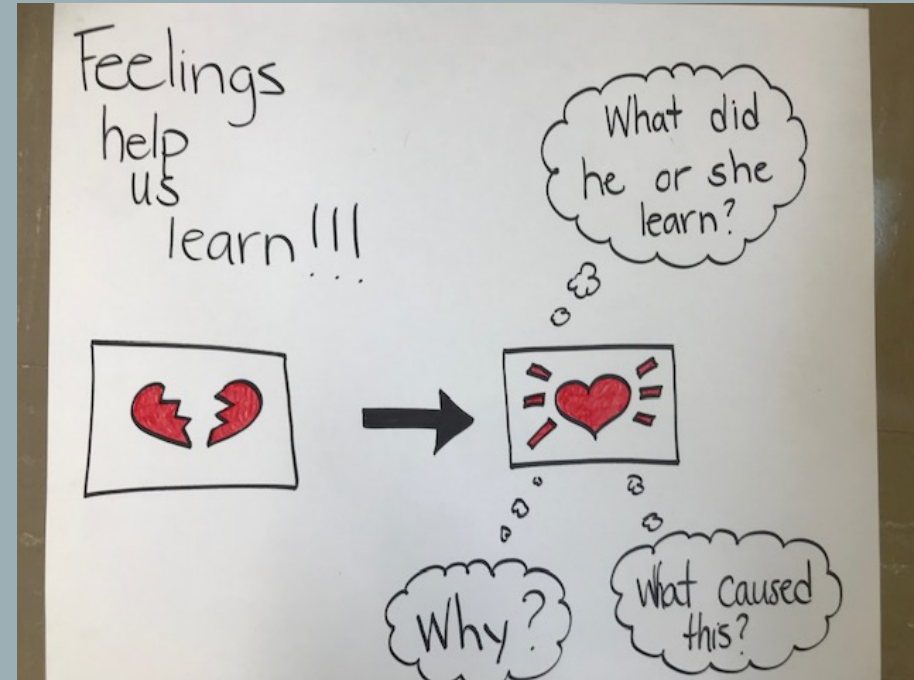 Feelings
help
us
learn!!!
What did
he or she
learn?
Why?
What caused
this?